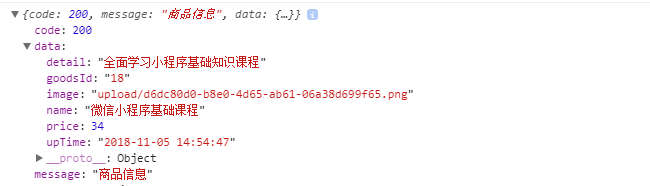 {code: 200, message: "商品信息", data: {…}} i
code: 200
data:
detail: "全面学习小程序基础知识课程"
goodsId: "18"
image: "upload/d6dc80d0-b8e0-4d65-ab61-06a38d699f65.png"
name: "微信小程序基础课程"
price: 34
upTime: "2018-11-05 14:54:47"
__proto__: Object
message: "商品信息"